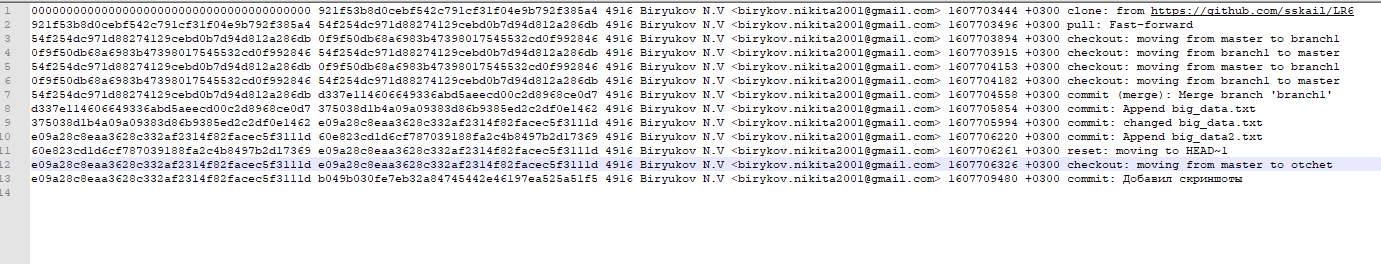 1 0000000000000000000000000000000000000000 921f53b8d0cebf542c791cf31f04e9b792f385a4 4916 Biryukov N.V <birykov.nikita2001@gmail.com> 1607703444 +0300 clone: from https://github.com/sskail/LR6
2 921f53b8d0cebf542c791cf31f04e9b792f385a4 54f254dc971d88274129cebd0b7d94d812a286db 4916 Biryukov N.V <birykov.nikita2001@gmail.com> 1607703496 +0300 pull: Fast-forward
3 54f254dc971d88274129cebd0b7d94d812a286db 0f9f50db68a6983b47398017545532cd0f992846 4916 Biryukov N.V <birykov.nikita2001@gmail.com> 1607703894 +0300 checkout: moving from master to branch1
4 0f9f50db68a6983b47398017545532cd0f992846 54f254dc971d88274129cebd0b7d94d812a286db 4916 Biryukov N.V <birykov.nikita2001@gmail.com> 1607703915 +0300 checkout: moving from branch1 to master
5 54f254dc971d88274129cebd0b7d94d812a286db 0f9f50db68a6983b47398017545532cd0f992846 4916 Biryukov N.V <birykov.nikita2001@gmail.com> 1607704153 +0300 checkout: moving from master to branch1
6 0f9f50db68a6983b47398017545532cd0f992846 54f254dc971d88274129cebd0b7d94d812a286db 4916 Biryukov N.V <birykov.nikita2001@gmail.com> 1607704182 +0300 checkout: moving from branch1 to master
7 54f254dc971d88274129cebd0b7d94d812a286db d337e114606649336abd5aeecd00c2d8968ce0d7 4916 Biryukov N.V <birykov.nikita2001@gmail.com> 1607704558 +0300 commit (merge): Merge branch 'branch1'
8 d337e114606649336abd5aeecd00c2d8968ce0d7 375038d1b4a09a09383d86b9385ed2c2df0e1462 4916 Biryukov N.V <birykov.nikita2001@gmail.com> 1607705854 +0300 commit: Append big_data.txt
9 375038d1b4a09a09383d86b9385ed2c2df0e1462 e09a28c8eaa3628c332af2314f82facec5f3111d 4916 Biryukov N.V <birykov.nikita2001@gmail.com> 1607705994 +0300 commit: changed big_data.txt
10 e09a28c8eaa3628c332af2314f82facec5f3111d 60e823cd1d6cf787039188fa2c4b8497b2d17369 4916 Biryukov N.V <birykov.nikita2001@gmail.com> 1607706220 +0300 commit: Append big_data2.txt
11 60e823cd1d6cf787039188fa2c4b8497b2d17369 e09a28c8eaa3628c332af2314f82facec5f3111d 4916 Biryukov N.V <birykov.nikita2001@gmail.com> 1607706261 +0300 reset: moving to HEAD~1
12 e09a28c8eaa3628c332af2314f82facec5f3111d e09a28c8eaa3628c332af2314f82facec5f3111d 4916 Biryukov N.V <birykov.nikita2001@gmail.com> 1607706326 +0300 checkout: moving from master to otchet
13 e09a28c8eaa3628c332af2314f82facec5f3111d b049b030fe7eb32a84745442e46197ea525a51f5 4916 Biryukov N.V <birykov.nikita2001@gmail.com> 1607709480 +0300 commit: Добавил скриншоты
14